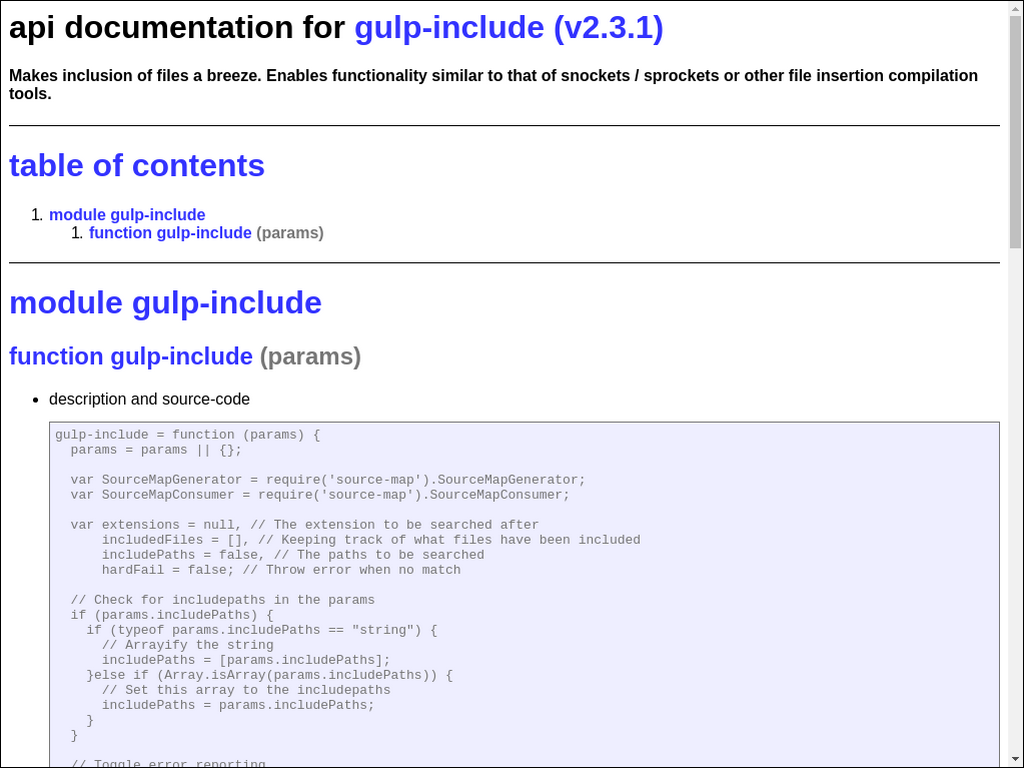 api documentation for gulp-include (v2.3.1)
Makes inclusion of files a breeze. Enables functionality similar to that of snockets / sprockets or other file insertion compilation
tools.
table of contents
1. module gulp-include
1. function gulp-include (params)
module gulp-include
function gulp-include (params)
• description and source-code
gulp-include = function (params) {
  params = params || {};

  var SourceMapGenerator = require('source-map').SourceMapGenerator;
  var SourceMapConsumer = require('source-map').SourceMapConsumer;

  var extensions = null, // The extension to be searched after
      includedFiles = [], // Keeping track of what files have been included
      includePaths = false, // The paths to be searched
      hardFail = false; // Throw error when no match

  // Check for includepaths in the params
  if (params.includePaths) {
    if (typeof params.includePaths == "string") {
      // Arrayify the string
      includePaths = [params.includePaths];
    }else if (Array.isArray(params.includePaths)) {
      // Set this array to the includepaths
      includePaths = params.includePaths;
    }
  }

  // Toggle error reporting